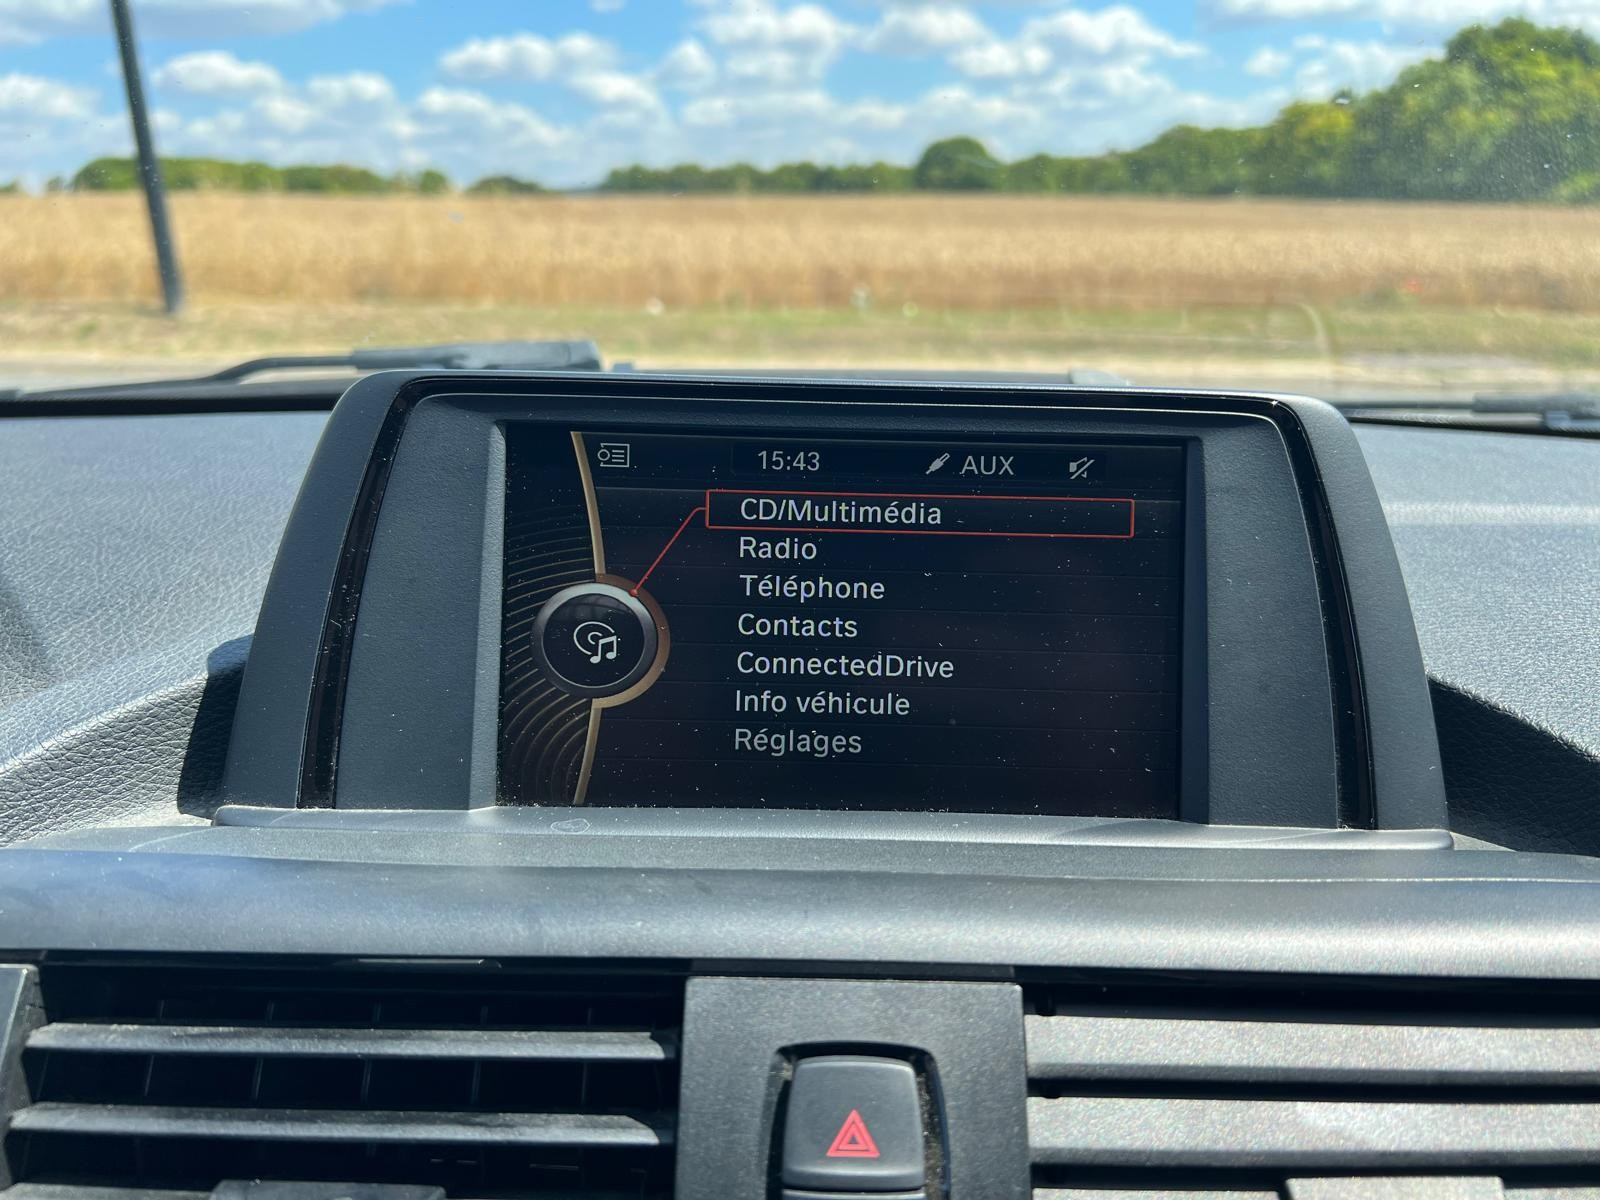 15:43 AUX
CD/Multimédia
Radio
Téléphone
Contacts
ConnectedDrive
Info véhicule
Réglages